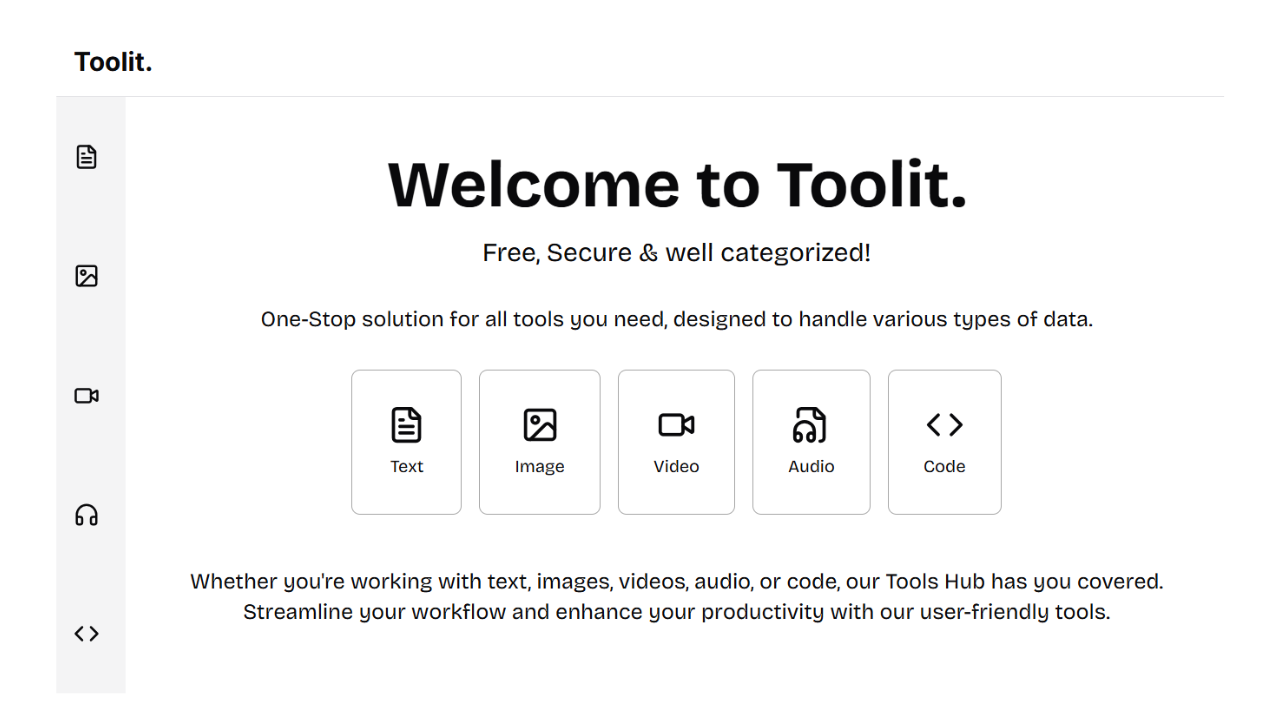 Toolit.
Welcome to Toolit.
Free, Secure & well categorized!
One-Stop solution for all tools you need, designed to handle various types of data.
Text
Image
Video
Audio
Code
Whether you're working with text, images, videos, audio, or code, our Tools Hub has you covered.
Streamline your workflow and enhance your productivity with our user-friendly tools.